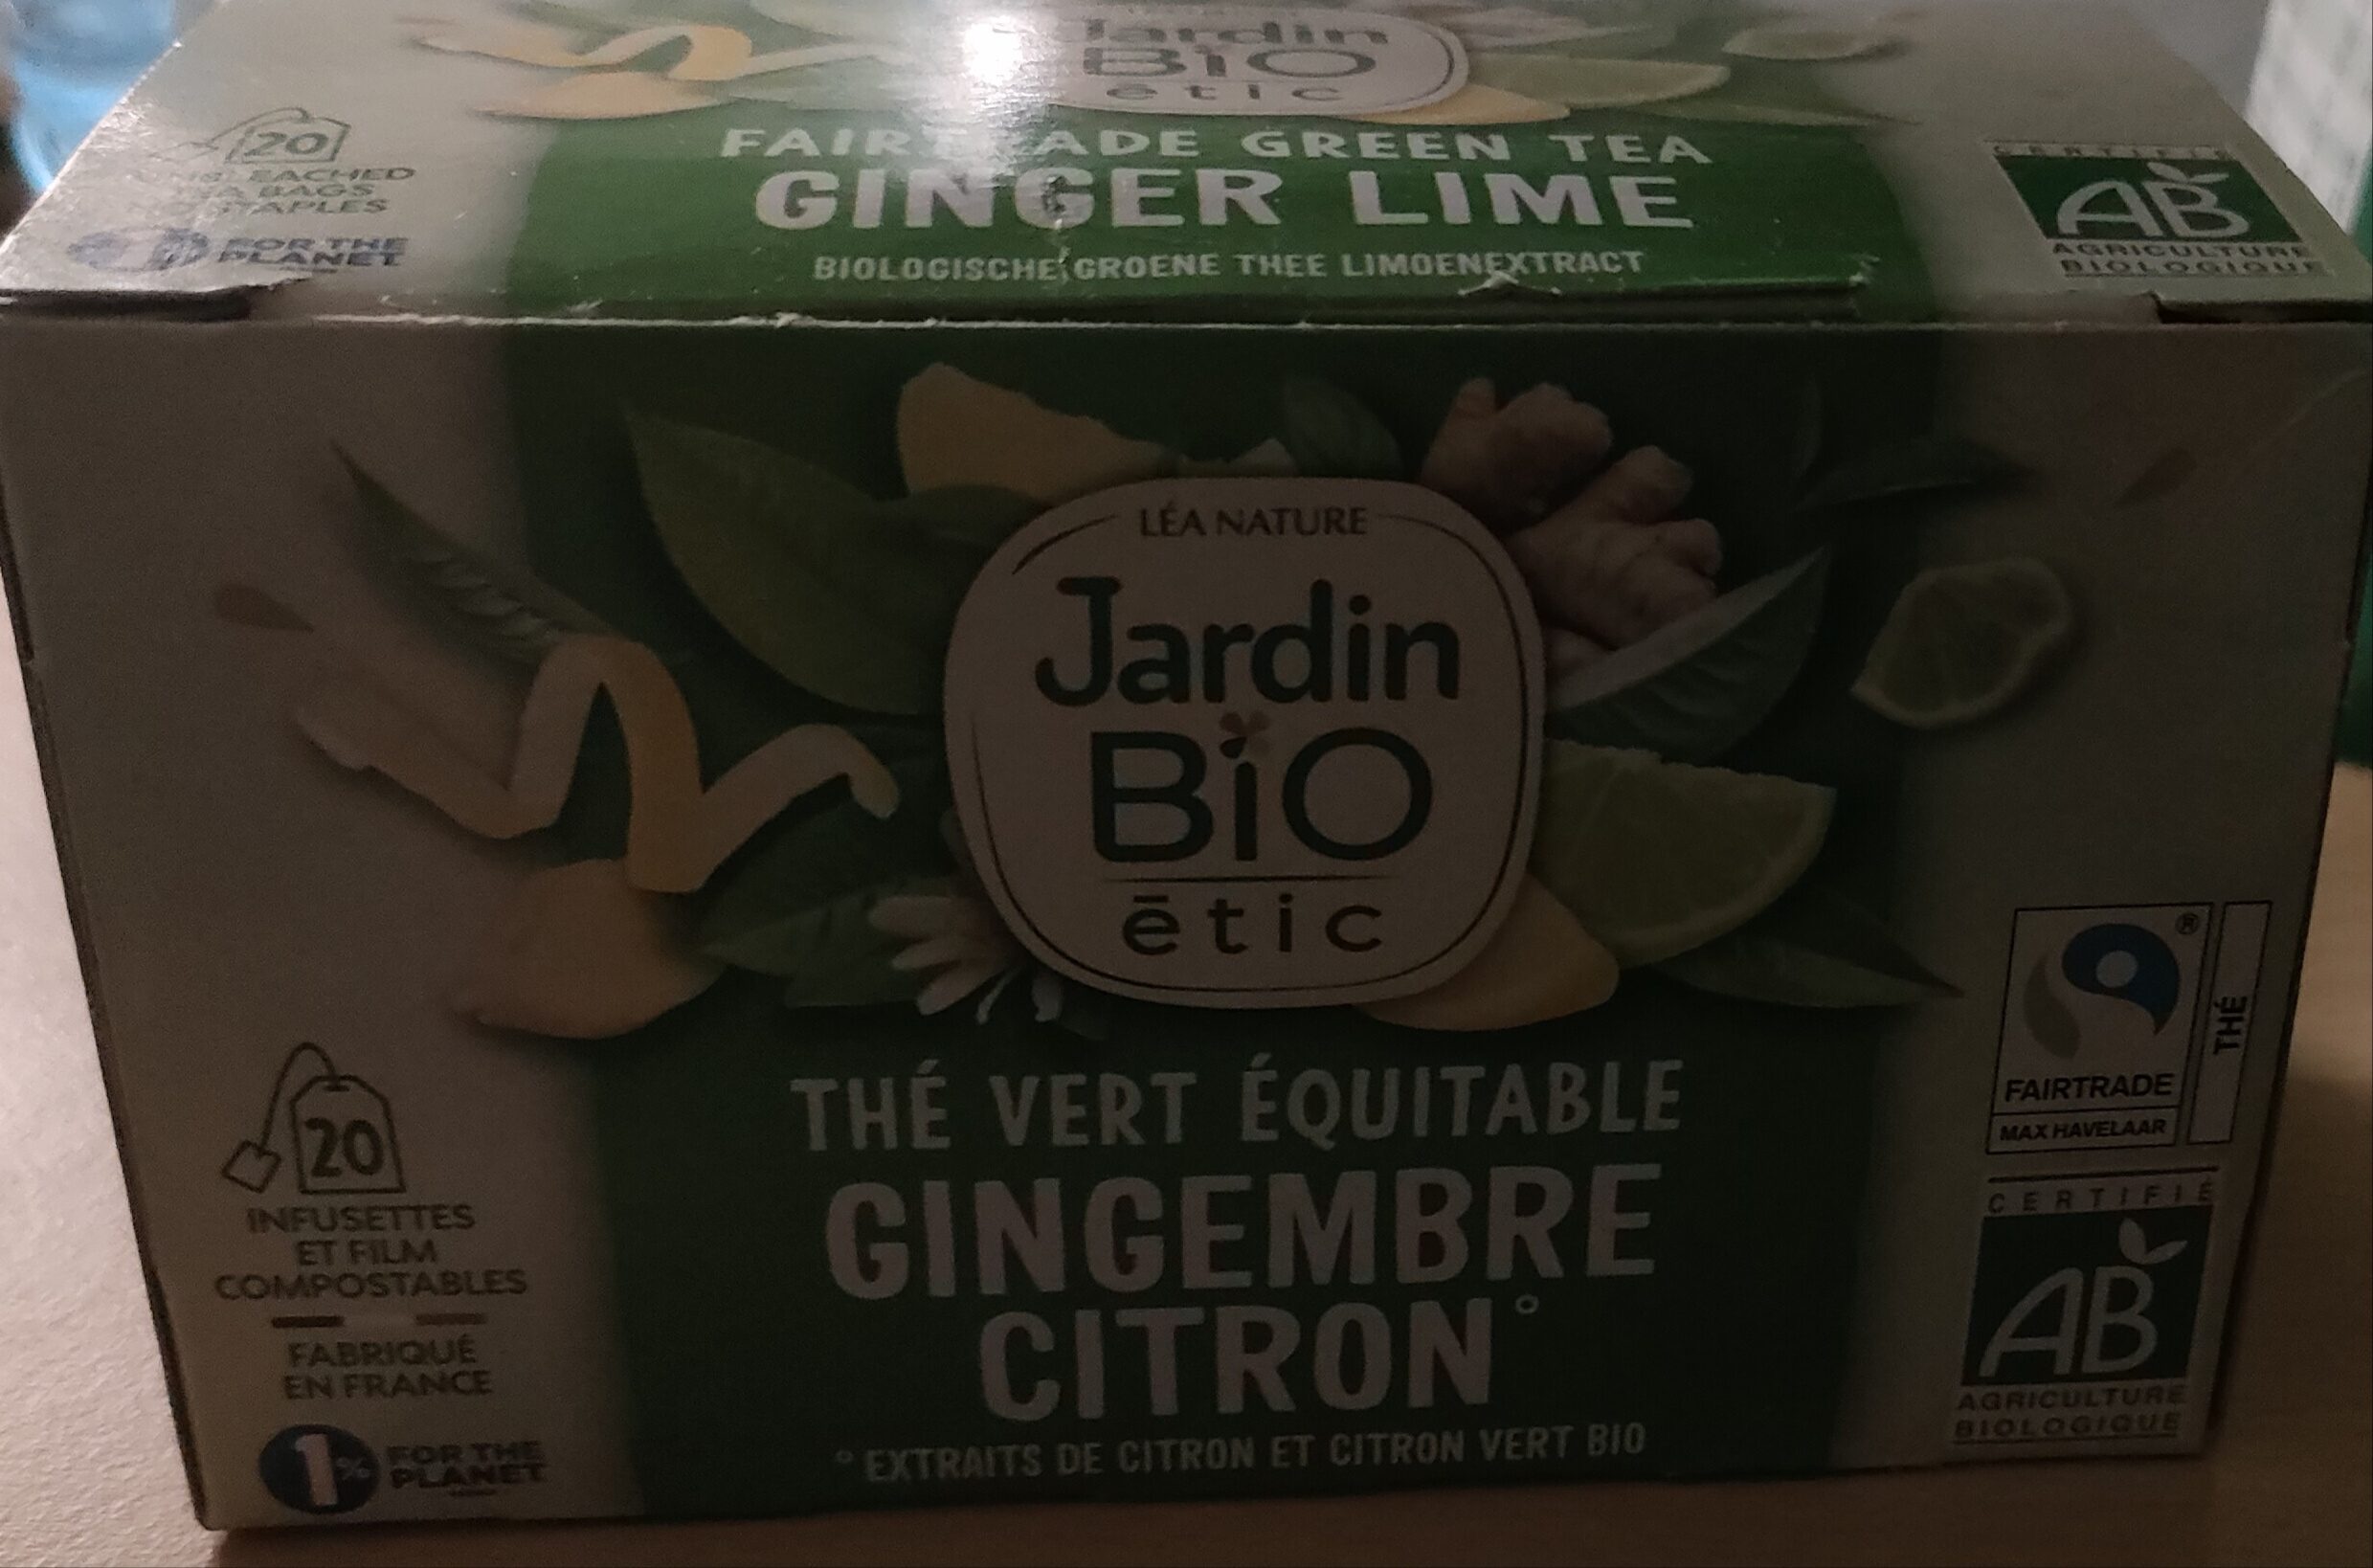 Jardin
BiO
ētic
20
TEA BAGS
FAIRTRADE GREEN TEA
GINGER LIME
BIOLOGISCHE GROENE THEE LIMOENEXTRACT
FOR THE
PLANET
CERTIFIÉ
AB
AGRICULTURE
BIOLOGIQUE
LÉA NATURE
Jardin
BiO
ētic
THÉ VERT ÉQUITABLE
GINGEMBRE
CITRON°
° EXTRAITS DE CITRON ET CITRON VERT BIO
20
INFUSETTES
ET FILM
COMPOSTABLES
FABRIQUÉ
EN FRANCE
1%
FOR THE
PLANET
®
FAIRTRADE
MAX HAVELAAR
THÉ
CERTIFIÉ
AB
AGRICULTURE
BIOLOGIQUE